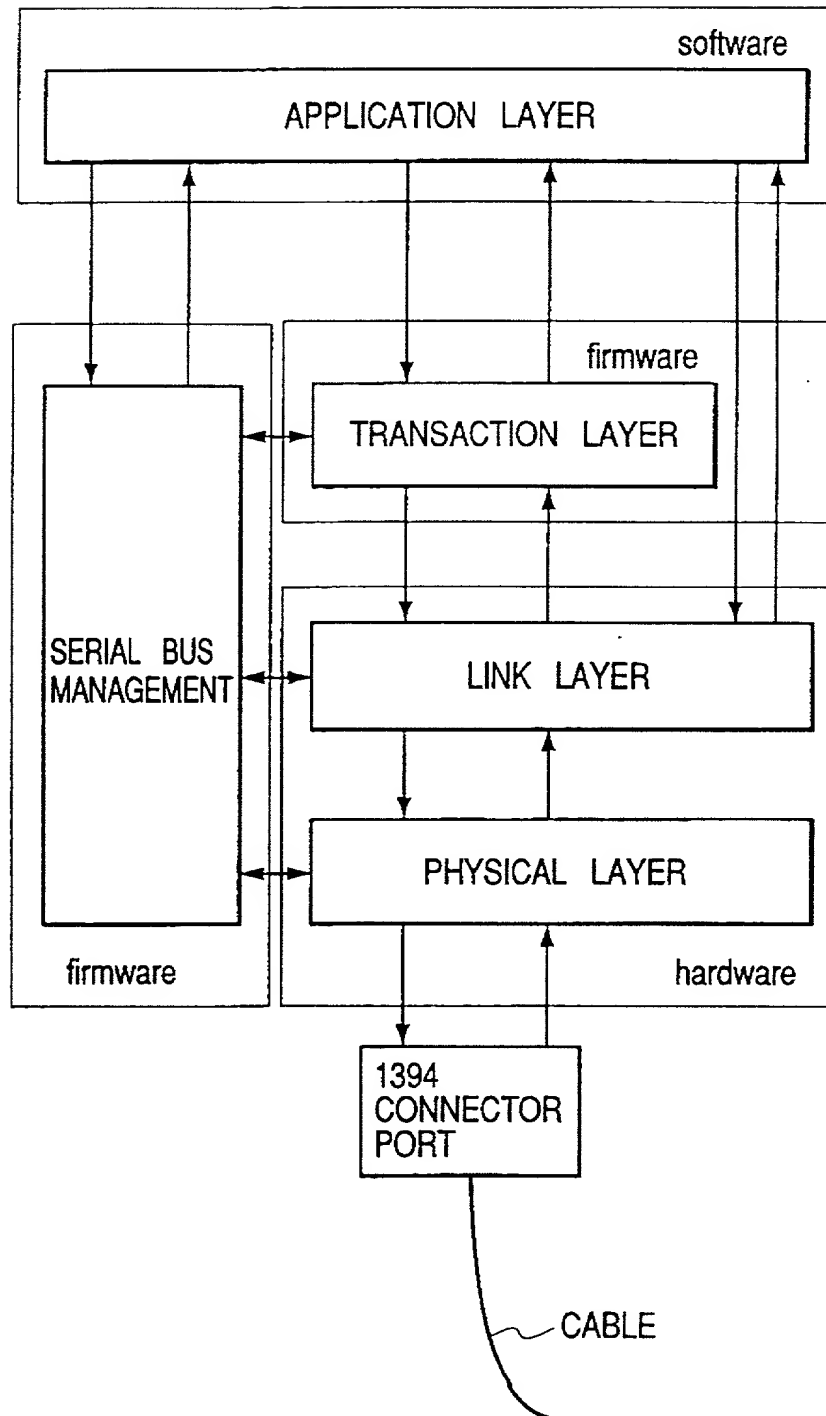 software
APPLICATION LAYER
firmware
TRANSACTION LAYER
SERIAL BUS
MANAGEMENT
LINK LAYER
PHYSICAL LAYER
firmware
hardware
1394
CONNECTOR
PORT
CABLE